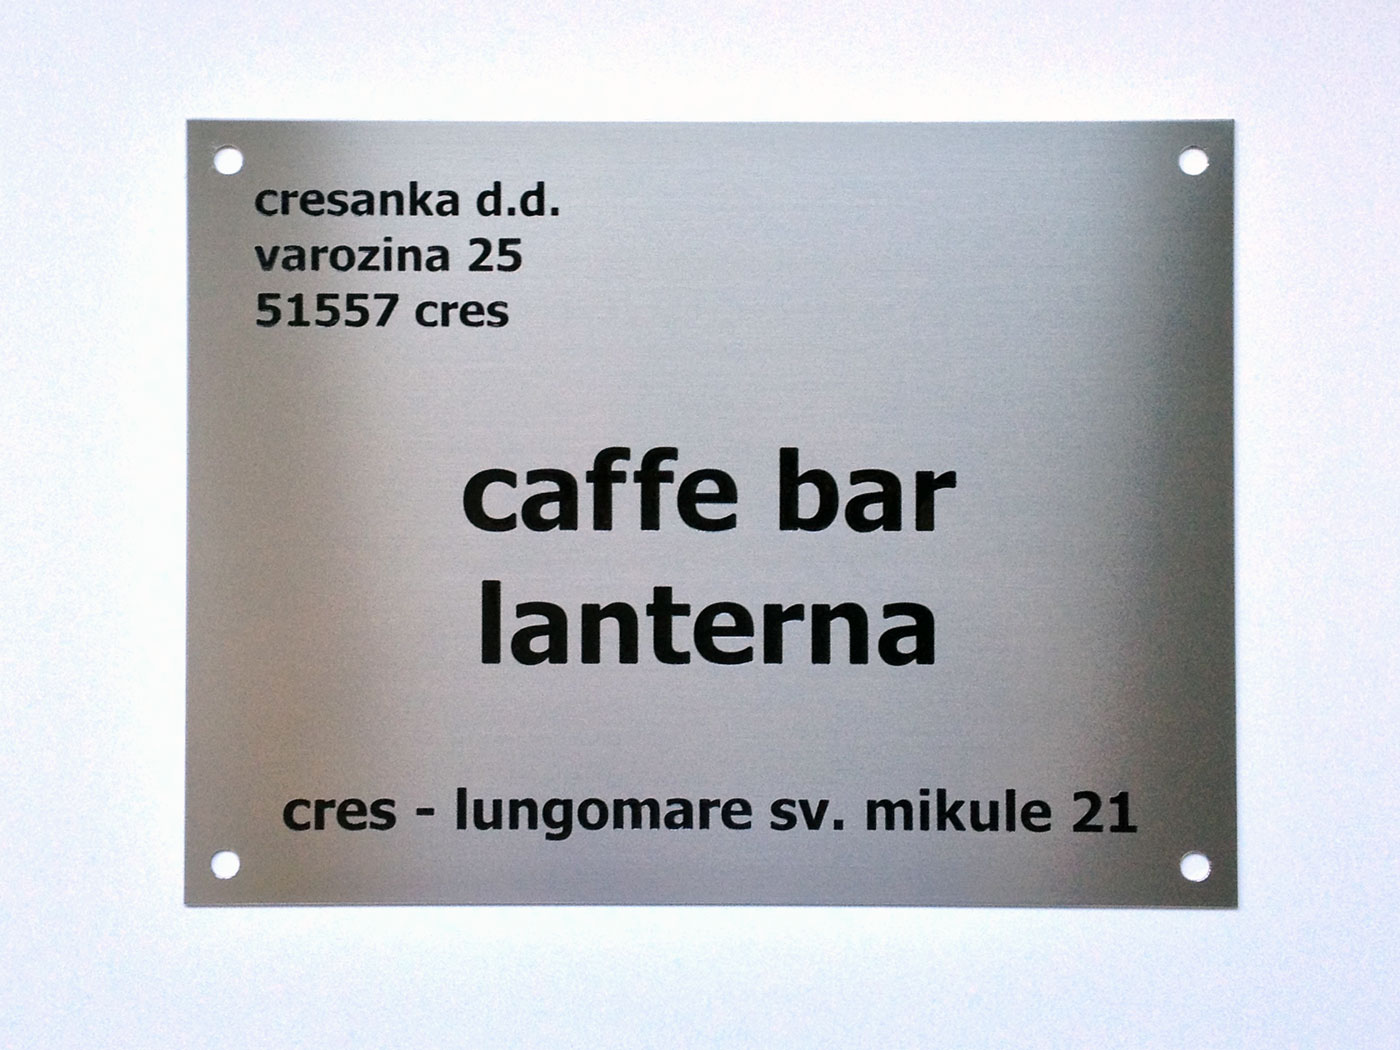 cresanka d.d.
varozina 25
51557 cres
caffe bar
lanterna
cres - lungomare sv. mikule 21